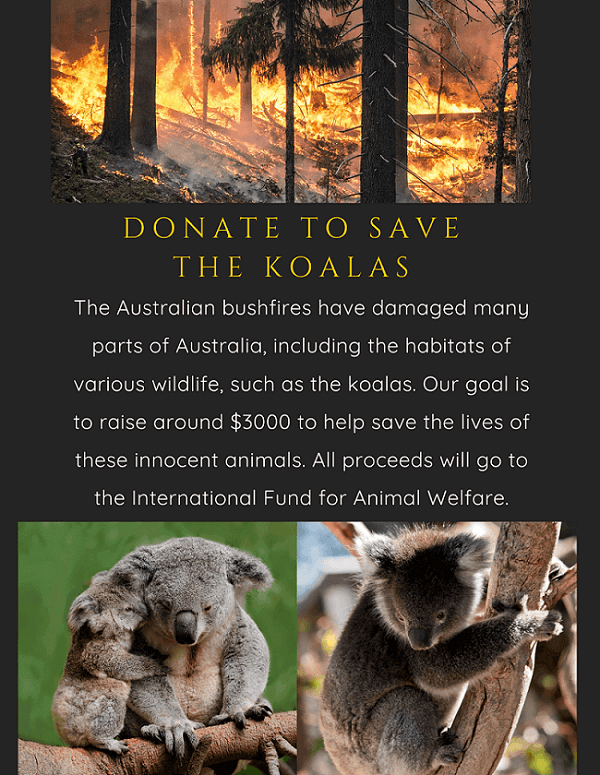 DONATE TO SAVE
THE KOALAS
The Australian bushfires have damaged many
parts of Australia, including the habitats of
various wildlife, such as the koalas. Our goal is
to raise around $3000 to help save the lives of
these innocent animals. All proceeds will go to
the International Fund for Animal Welfare.